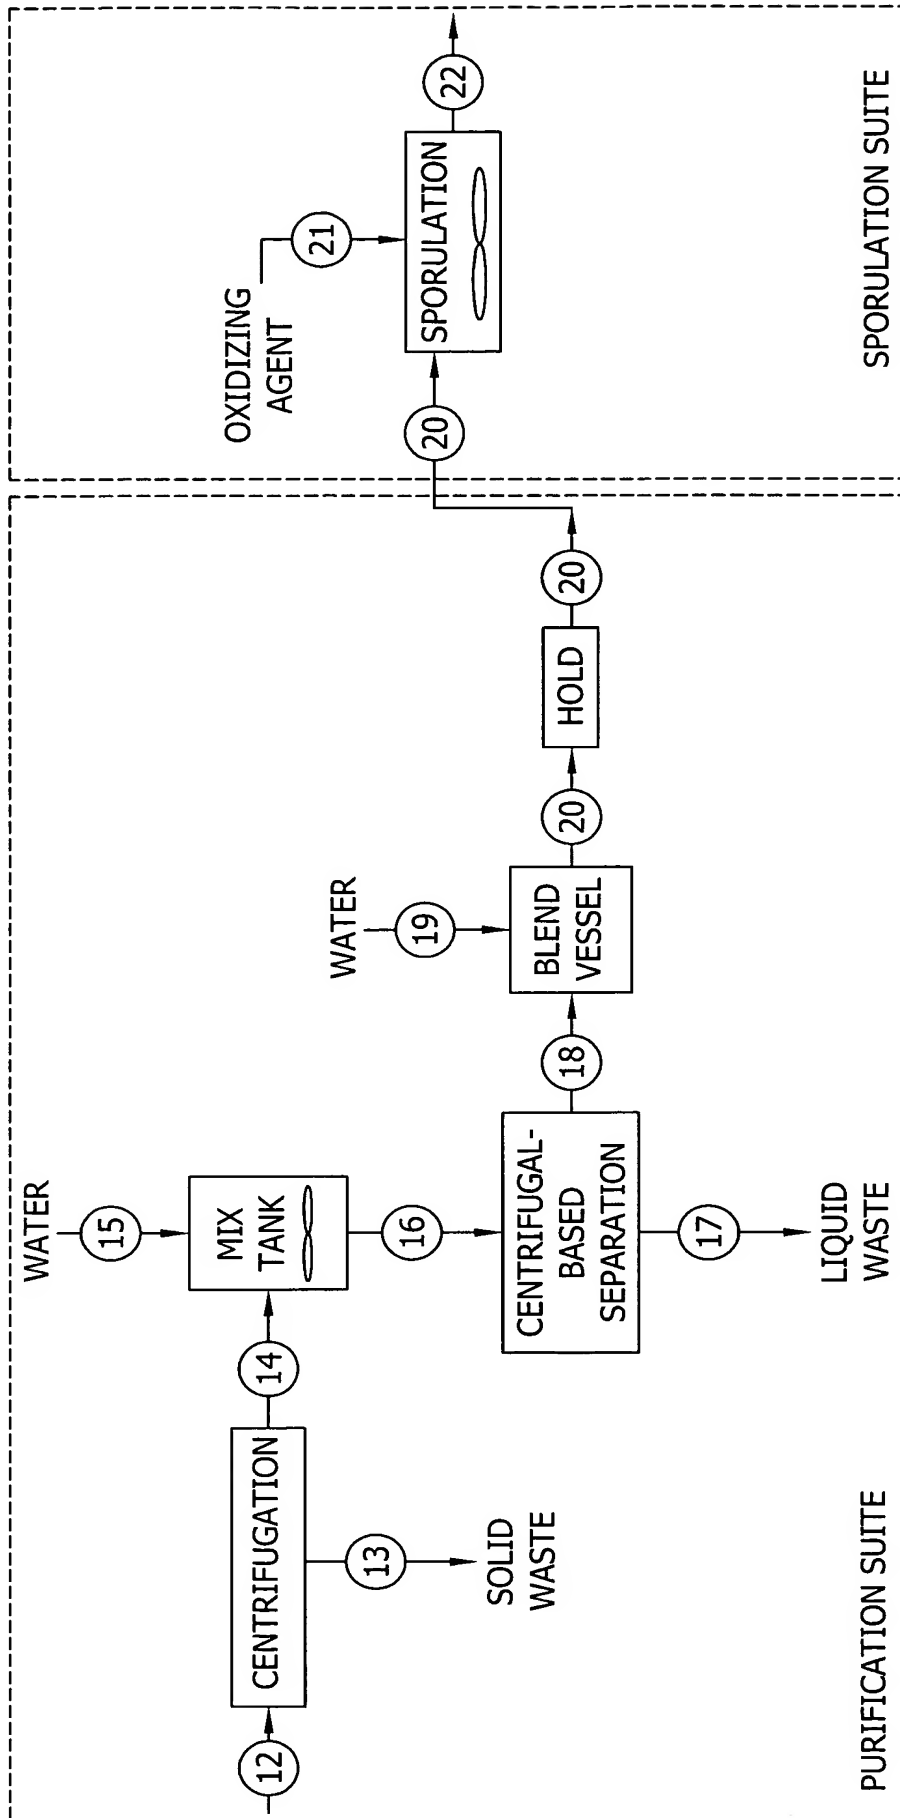 12
CENTRIFUGATION
13
SOLID
WASTE
14
WATER
15
MIX
TANK
16
CENTRIFUGAL-
BASED
SEPARATION
17
LIQUID
WASTE
18
WATER
19
BLEND
VESSEL
20
HOLD
20
PURIFICATION SUITE
20
OXIDIZING
AGENT
21
SPORULATION
22
SPORULATION SUITE